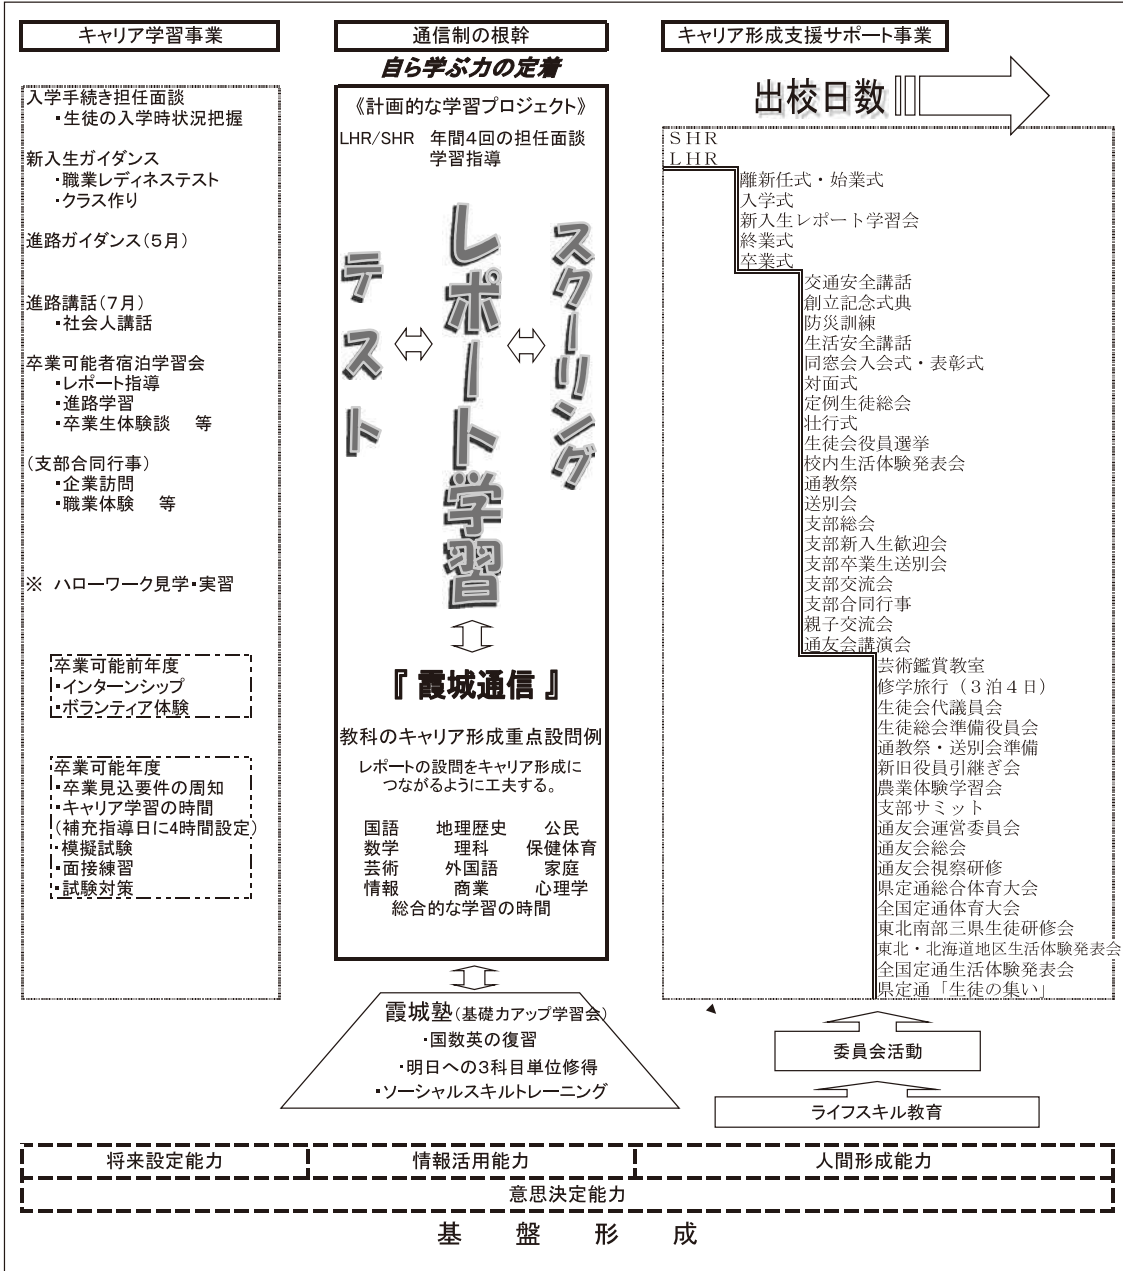 キャリア学習事業
入学手続き担任面談
・生徒の入学時状況把握
新入生ガイダンス
・職業レディネステスト
・クラス作り
進路ガイダンス(5月)
進路講話(7月)
・社会人講話
卒業可能者宿泊学習会
・レポート指導
・進路学習
・卒業生体験談 等
(支部合同行事)
・企業訪問
・職業体験 等
※ ハローワーク見学・実習
卒業可能前年度
・インターンシップ
・ボランティア体験
卒業可能年度
・卒業見込要件の周知
・キャリア学習の時間
(補充指導日に4時間設定)
・模擬試験
・面接練習
・試験対策
通信制の根幹
自ら学ぶ力の定着
《計画的な学習プロジェクト》
LHR/SHR 年間4回の担任面談
学習指導
テスト
レポート学習
スクーリング
『 霞城通信 』
教科のキャリア形成重点設問例
レポートの設問をキャリア形成に
つながるように工夫する。
国語 地理歴史 公民
数学 理科 保健体育
芸術 外国語 家庭
情報 商業 心理学
総合的な学習の時間
霞城塾(基礎力アップ学習会)
・国数英の復習
・明日への3科目単位修得
・ソーシャルスキルトレーニング
キャリア形成支援サポート事業
出校日数
SHR
LHR
離新任式・始業式
入学式
新入生レポート学習会
終業式
卒業式
交通安全講話
創立記念式典
防災訓練
生活安全講話
同窓会入会式・表彰式
対面式
定例生徒総会
壮行式
生徒会役員選挙
校内生活体験発表会
通教祭
送別会
支部総会
支部新入生歓迎会
支部卒業生送別会
支部交流会
支部合同行事
親子交流会
通友会講演会
芸術鑑賞教室
修学旅行(3泊4日)
生徒会代議員会
生徒総会準備役員会
通教祭・送別会準備
新旧役員引継ぎ会
農業体験学習会
支部サミット
通友会運営委員会
通友会総会
通友会視察研修
県定通総合体育大会
全国定通体育大会
東北南部三県生徒研修会
東北・北海道地区生活体験発表会
全国定通生活体験発表会
県定通「生徒の集い」
委員会活動
ライフスキル教育
将来設定能力 情報活用能力 人間形成能力
意思決定能力
基 盤 形 成